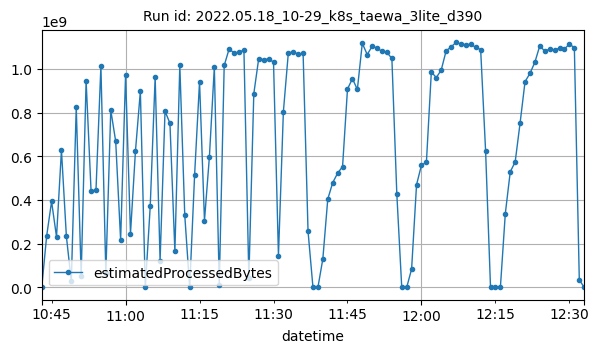 Run id: 2022.05.18_10-29_k8s_taewa_3lite_d390
1e9
1.0
0.8
0.6
0.4
0.2
0.0
estimatedProcessedBytes
10:45 11:00 11:15 11:30 11:45 12:00 12:15 12:30
datetime